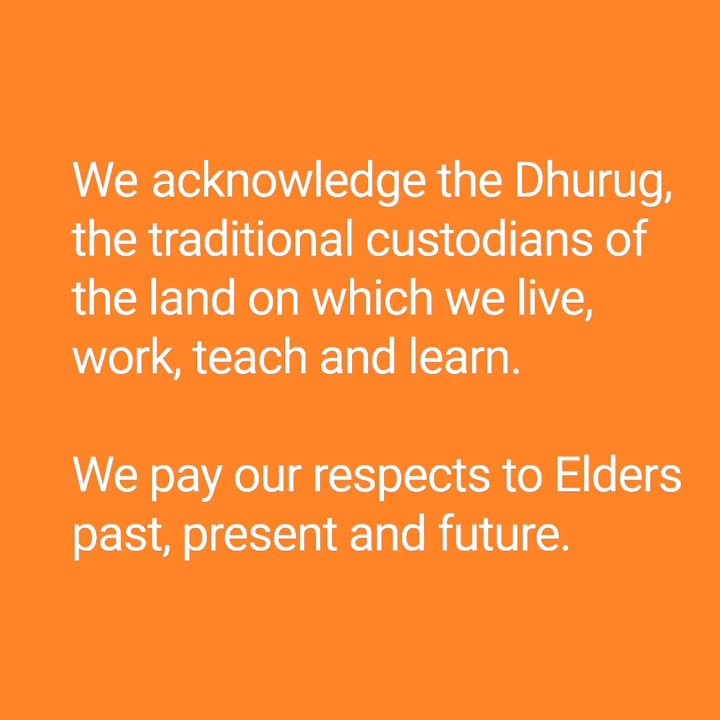 We acknowledge the Dhurug,
the traditional custodians of
the land on which we live,
work, teach and learn.
We pay our respects to Elders
past, present and future.